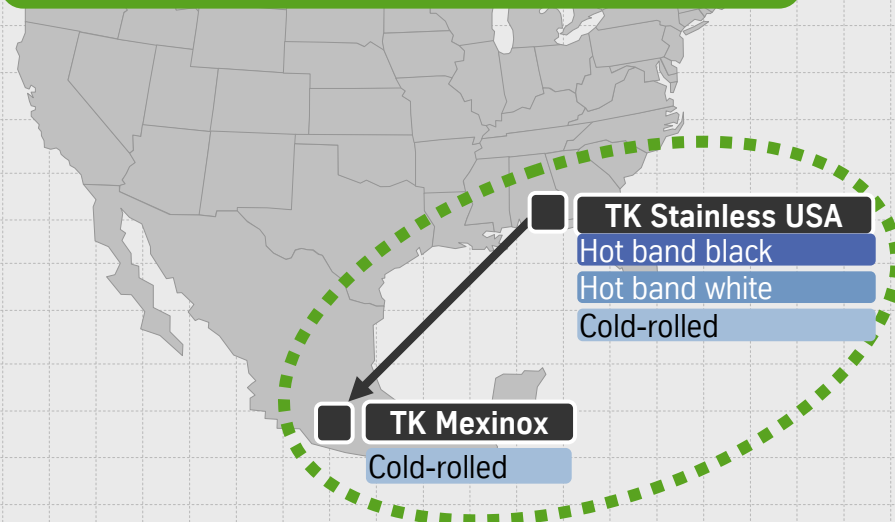 TK Stainless USA
Hot band black
Hot band white
Cold-rolled
TK Mexinox
Cold-rolled